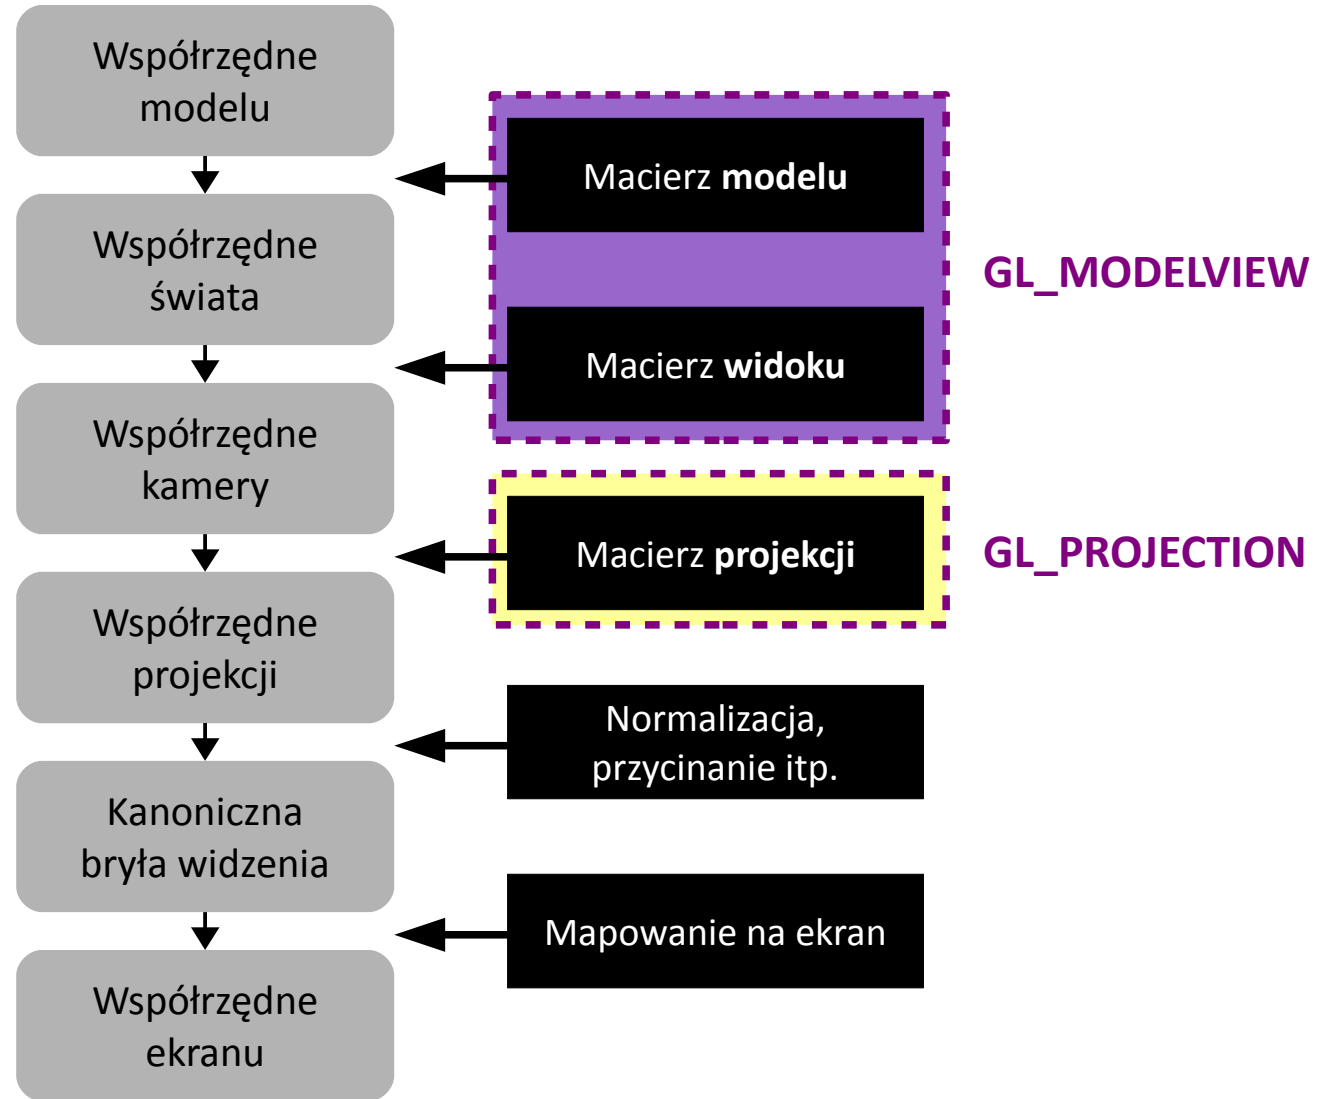 Współrzędne
modelu
Macierz modelu
Współrzędne
świata
GL_MODELVIEW
Macierz widoku
Współrzędne
kamery
Macierz projekcji
GL_PROJECTION
Współrzędne
projekcji
Normalizacja,
przycinanie itp.
Kanoniczna
bryła widzenia
Mapowanie na ekran
Współrzędne
ekranu